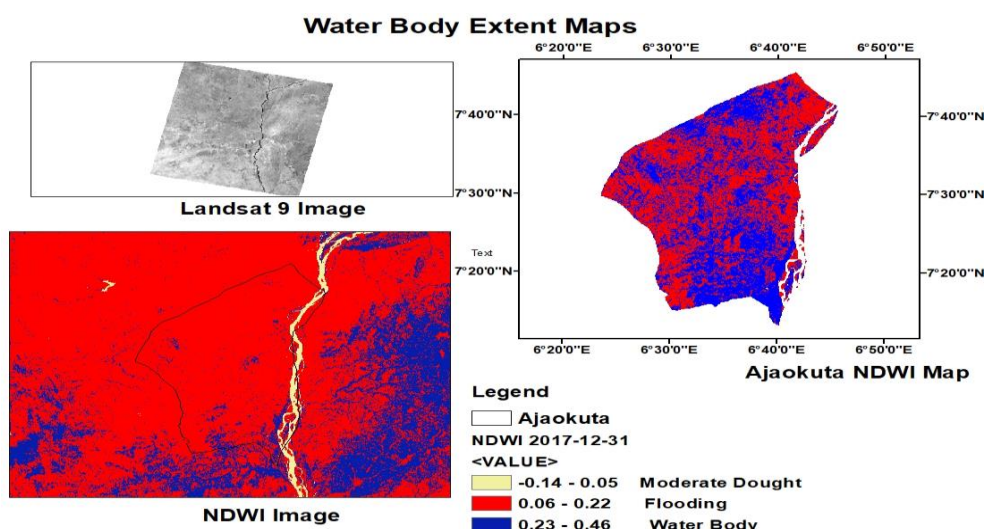 Water Body Extent Maps
6°20'0"E 6°30'0"E 6°40'0"E 6°50'0"E
7°40'0"N
7°30'0"N
Landsat 9 Image
7°40'0"N
7°30'0"N
7°20'0"N
Text
7°20'0"N
6°20'0"E 6°30'0"E 6°40'0"E 6°50'0"E
Ajaokuta NDWI Map
NDWI Image
Legend
Ajaokuta
NDWI 2017-12-31
<VALUE>
-0.14 - 0.05 Moderate Dought
0.06 - 0.22 Flooding
0.23 - 0.46 Water Body